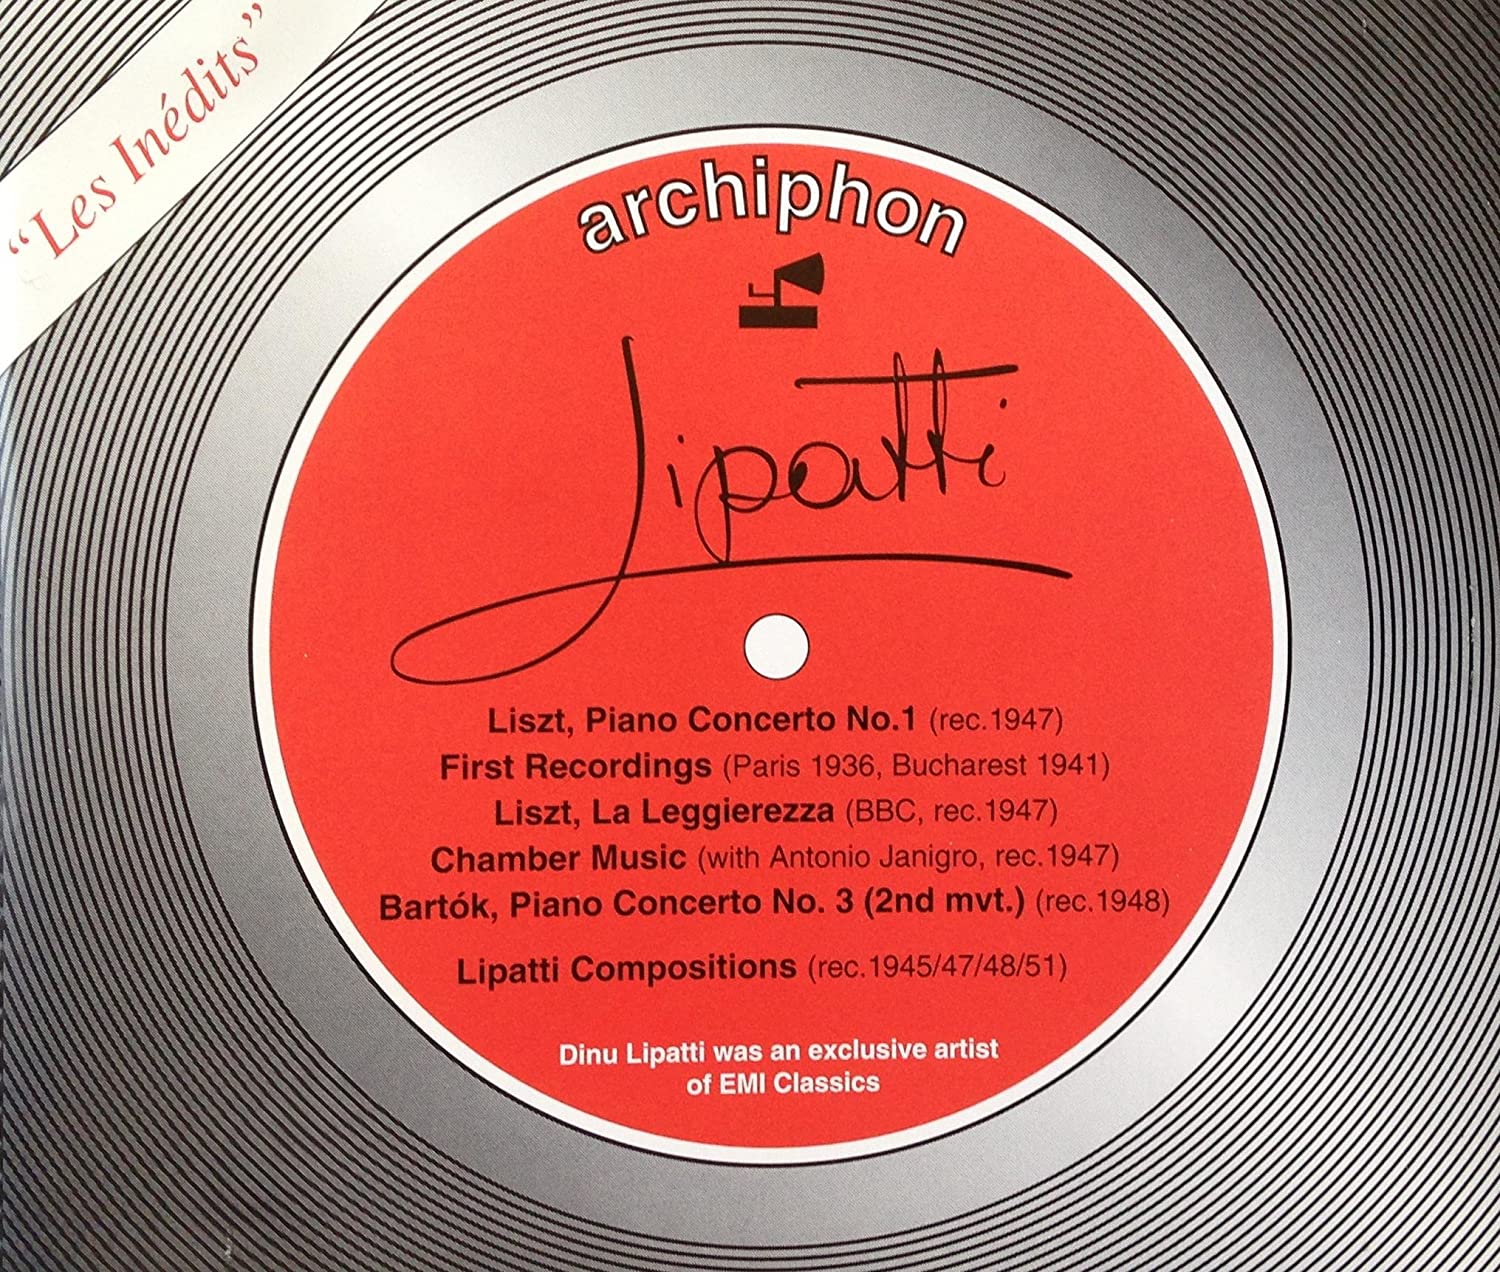 "Les Inédits"
archiphon
Lipatti
Liszt, Piano Concerto No.1 (rec.1947)
First Recordings (Paris 1936, Bucharest 1941)
Liszt, La Leggierezza (BBC, rec.1947)
Chamber Music (with Antonio Janigro, rec.1947)
Bartók, Piano Concerto No. 3 (2nd mvt.) (rec.1948)
Lipatti Compositions (rec.1945/47/48/51)
Dinu Lipatti was an exclusive artist
of EMI Classics